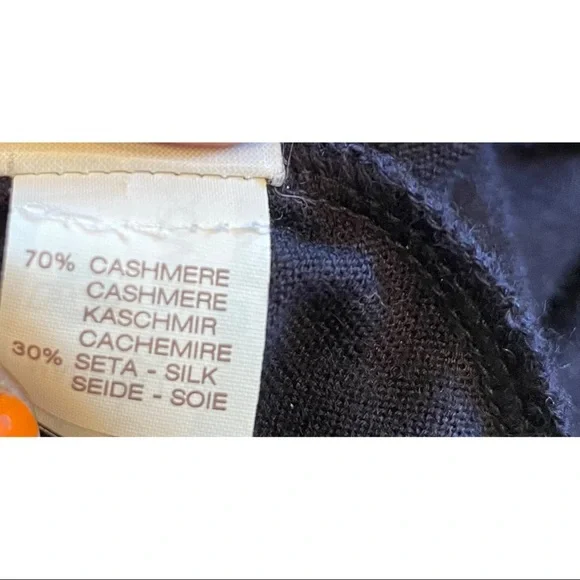 70% CASHMERE
CASHMERE
KASCHMIR
CACHEMIRE
30% SETA - SILK
SEIDE - SOIE